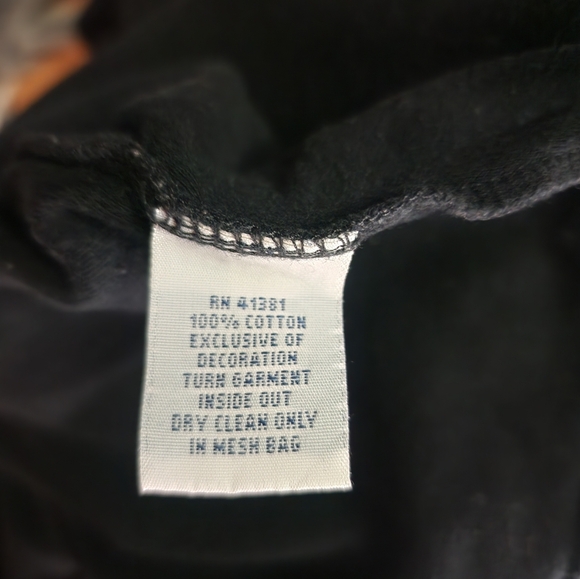 RN 41381
100% COTTON
EXCLUSIVE OF
DECORATION
TURN GARMENT
INSIDE OUT
DRY CLEAN ONLY
IN MESH BAG